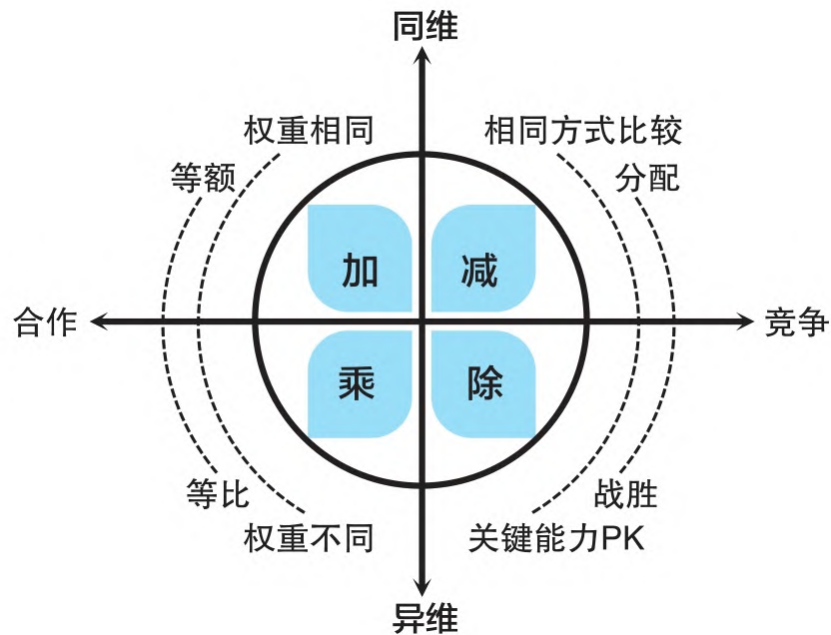 同维
权重相同
相同方式比较
等额
分配
加
减
合作
竞争
乘
除
等比
战胜
权重不同
关键能力PK
异维